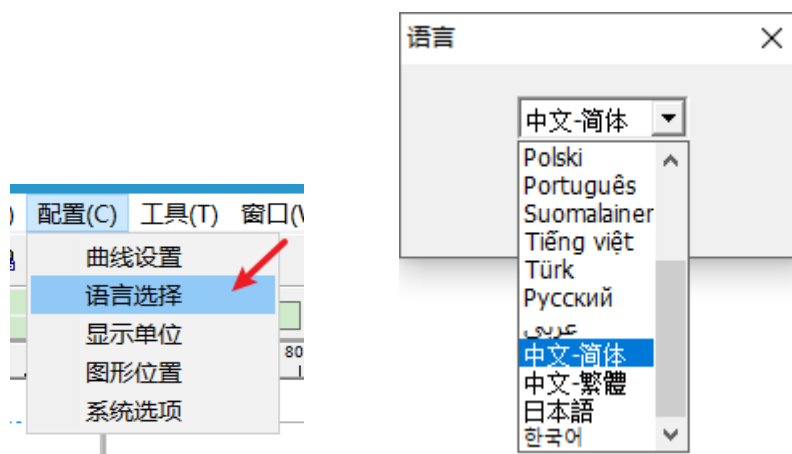 配置(C) 工具(T) 窗口(
曲线设置
语言选择
显示单位
图形位置
系统选项
80
语言
中文-简体
Polski
Português
Suomalainer
Tiếng việt
Türk
Русский
عربى
中文-简体
中文-繁體
日本語
한국어